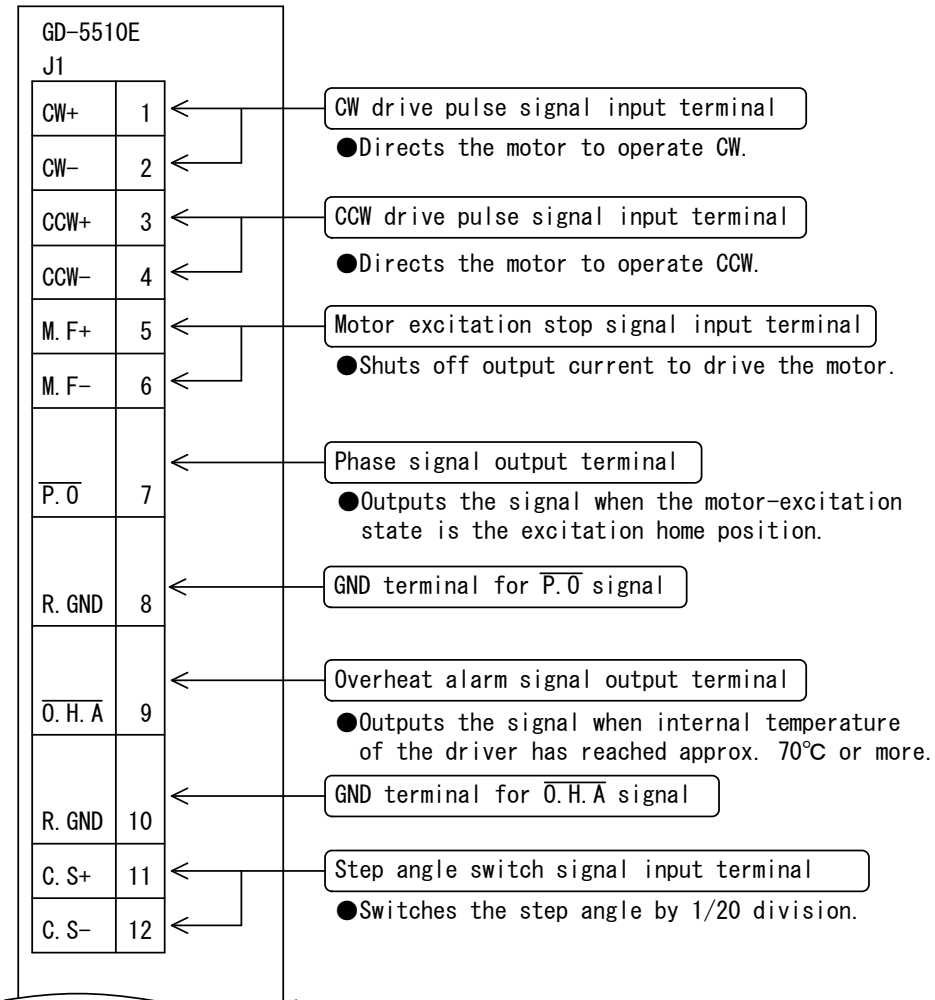 GD-5510E
J1
CW+ 1
CW drive pulse signal input terminal
●Directs the motor to operate CW.
CW- 2
CCW+ 3
CCW drive pulse signal input terminal
●Directs the motor to operate CCW.
CCW- 4
M.F+ 5
Motor excitation stop signal input terminal
●Shuts off output current to drive the motor.
M.F- 6
Phase signal output terminal
P.O 7
●Outputs the signal when the motor-excitation
state is the excitation home position.
GND terminal for P.O signal
R.GND 8
Overheat alarm signal output terminal
O.H.A 9
●Outputs the signal when internal temperature
of the driver has reached approx. 70℃ or more.
GND terminal for O.H.A signal
R.GND 10
C.S+ 11
Step angle switch signal input terminal
●Switches the step angle by 1/20 division.
C.S- 12